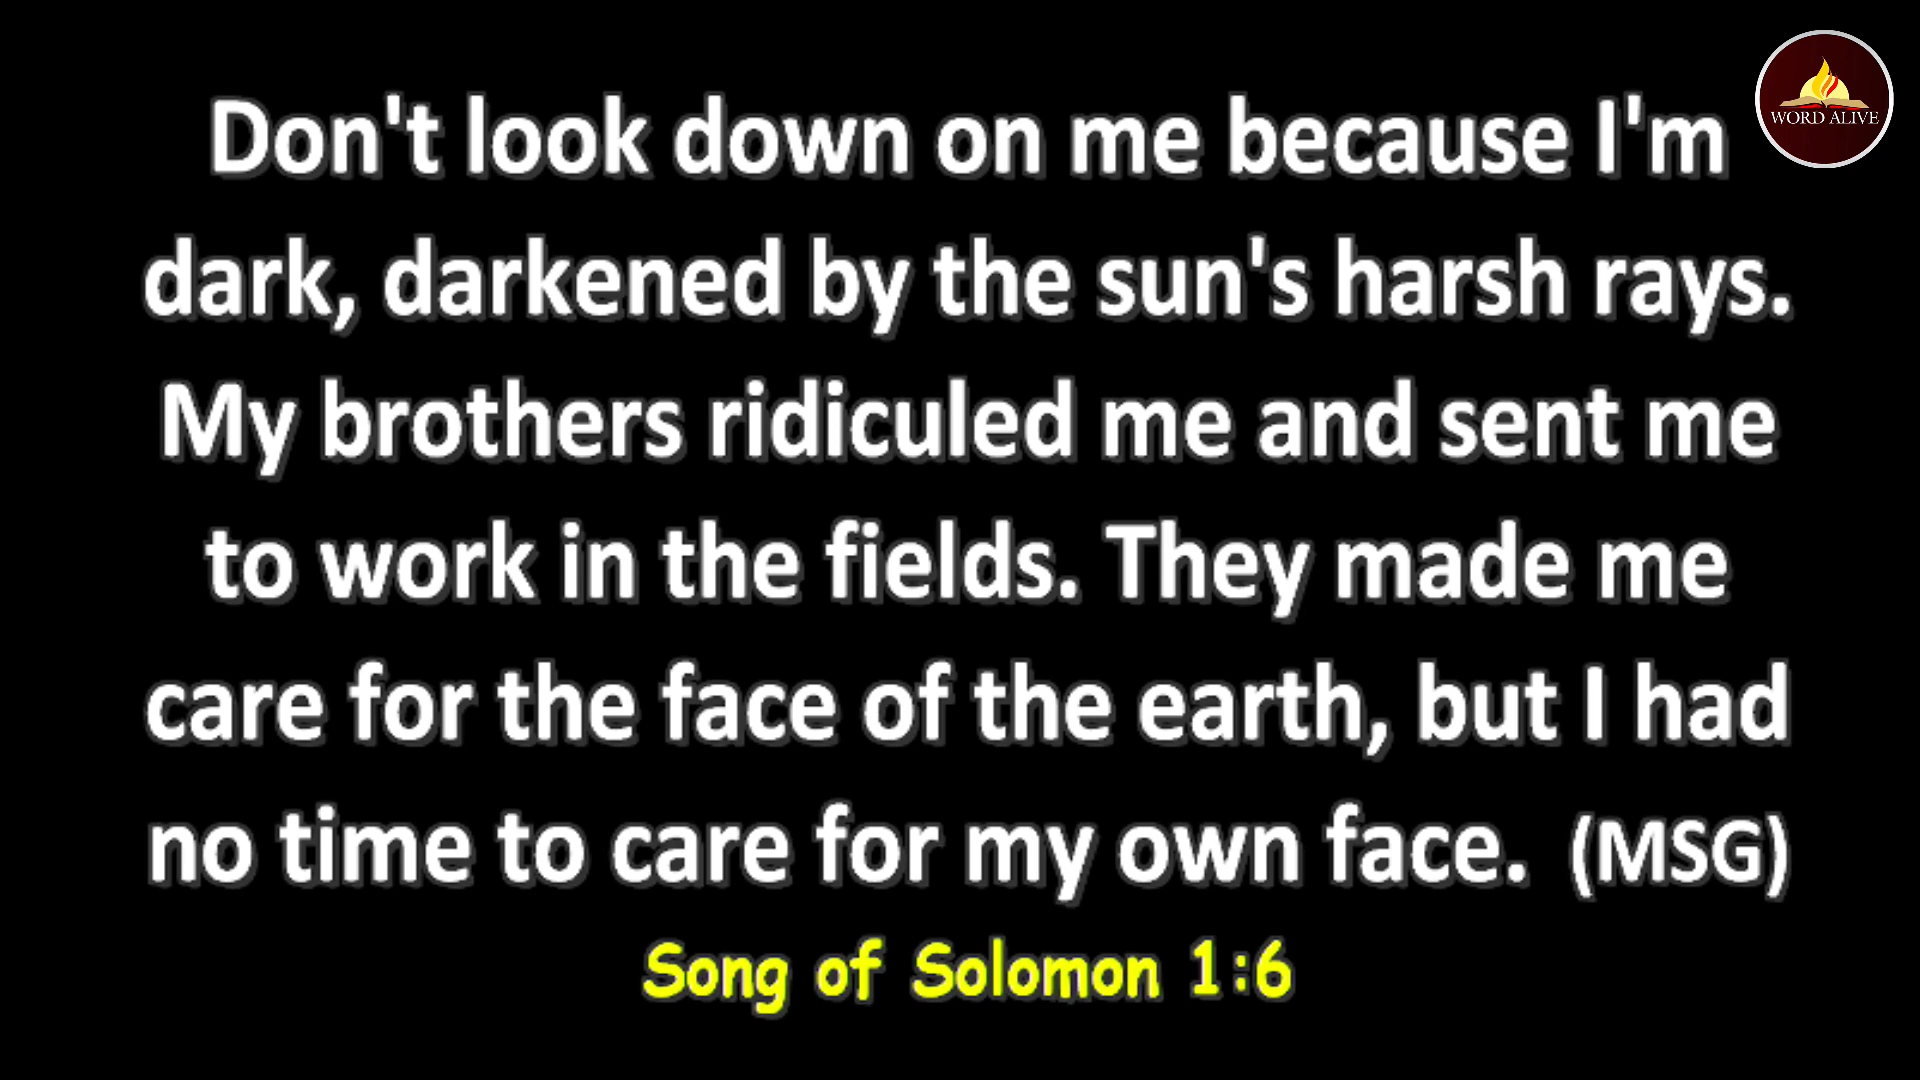 Don't look down on me because I'm
dark, darkened by the sun's harsh rays.
My brothers ridiculed me and sent me
to work in the fields. They made me
care for the face of the earth, but I had
no time to care for my own face. (MSG)
Song of Solomon 1:6
WORD ALIVE